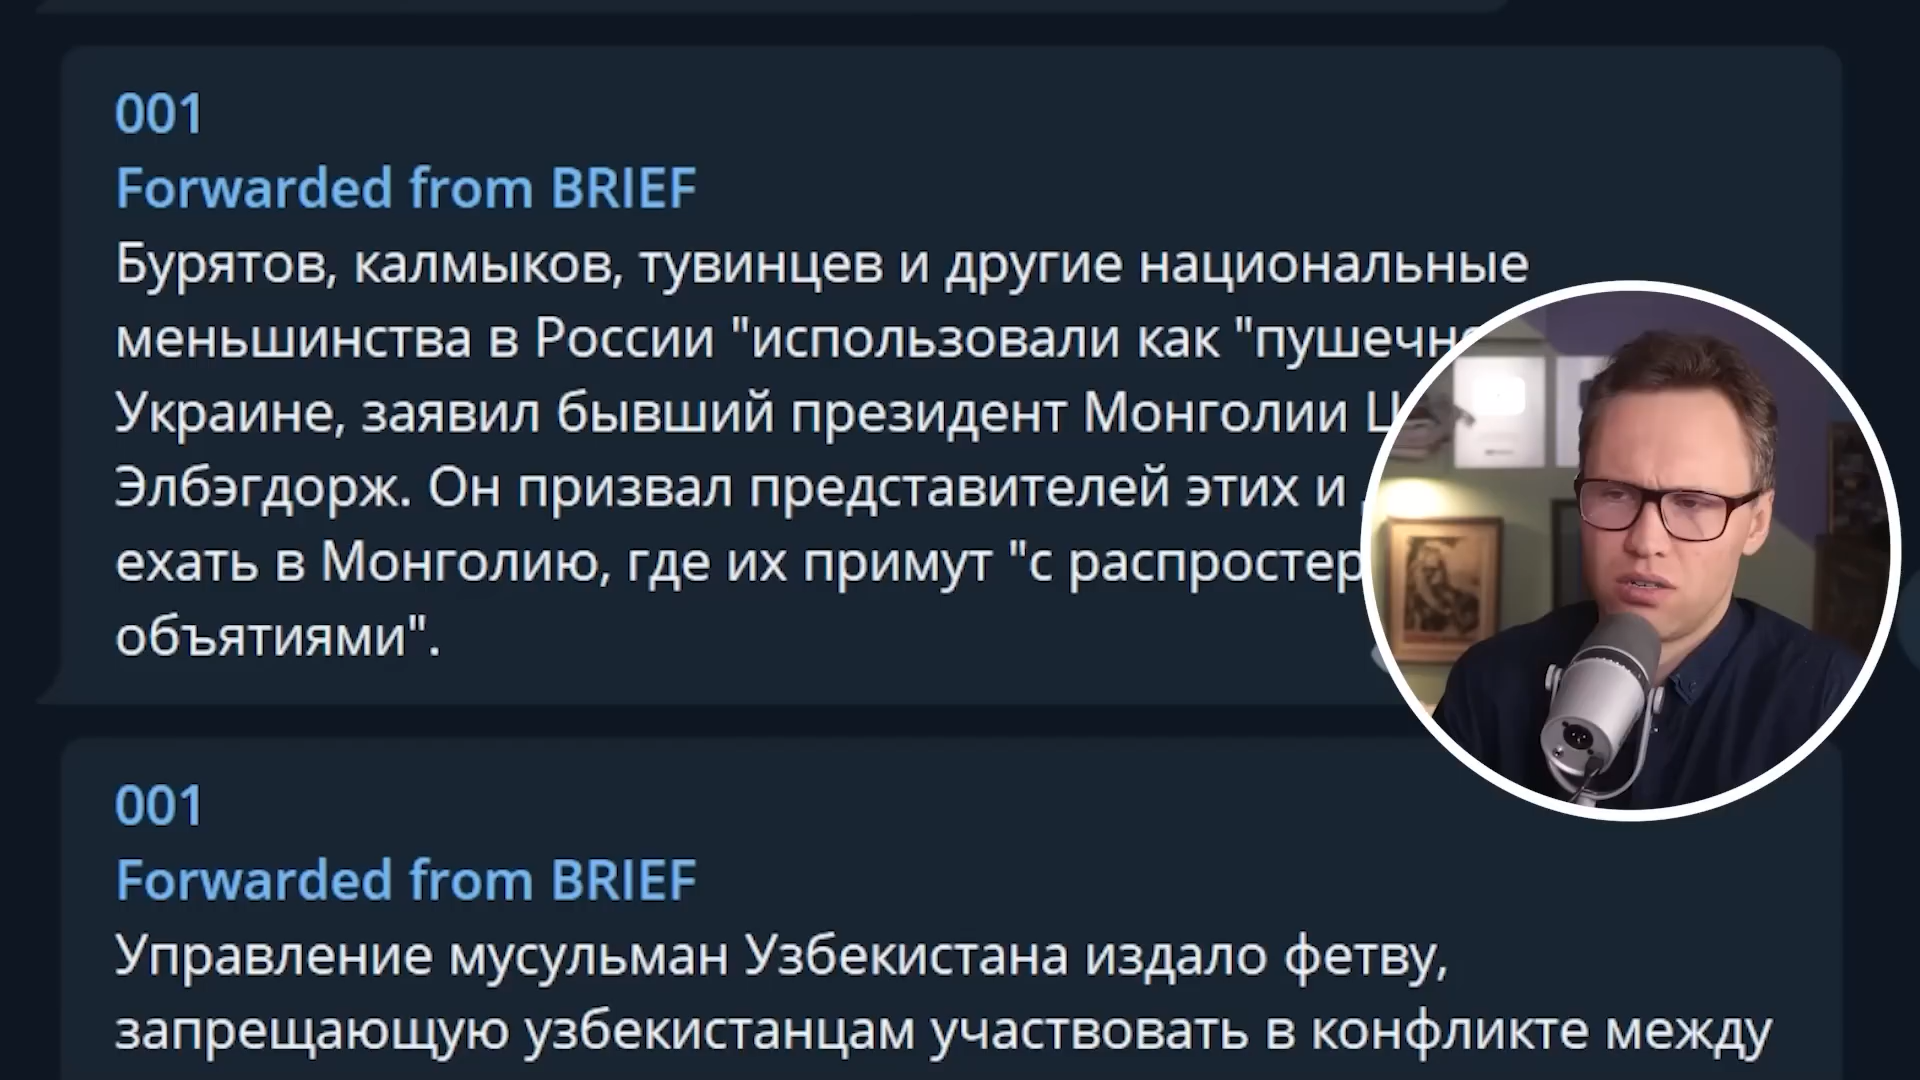 001
Forwarded from BRIEF
Бурятов, калмыков, тувинцев и другие национальные
меньшинства в России "использовали как "пушечн
Украине, заявил бывший президент Монголии Ц
Элбэгдорж. Он призвал представителей этих и
ехать в Монголию, где их примут "с распростер
объятиями".
001
Forwarded from BRIEF
Управление мусульман Узбекистана издало фетву,
запрещающую узбекистанцам участвовать в конфликте между